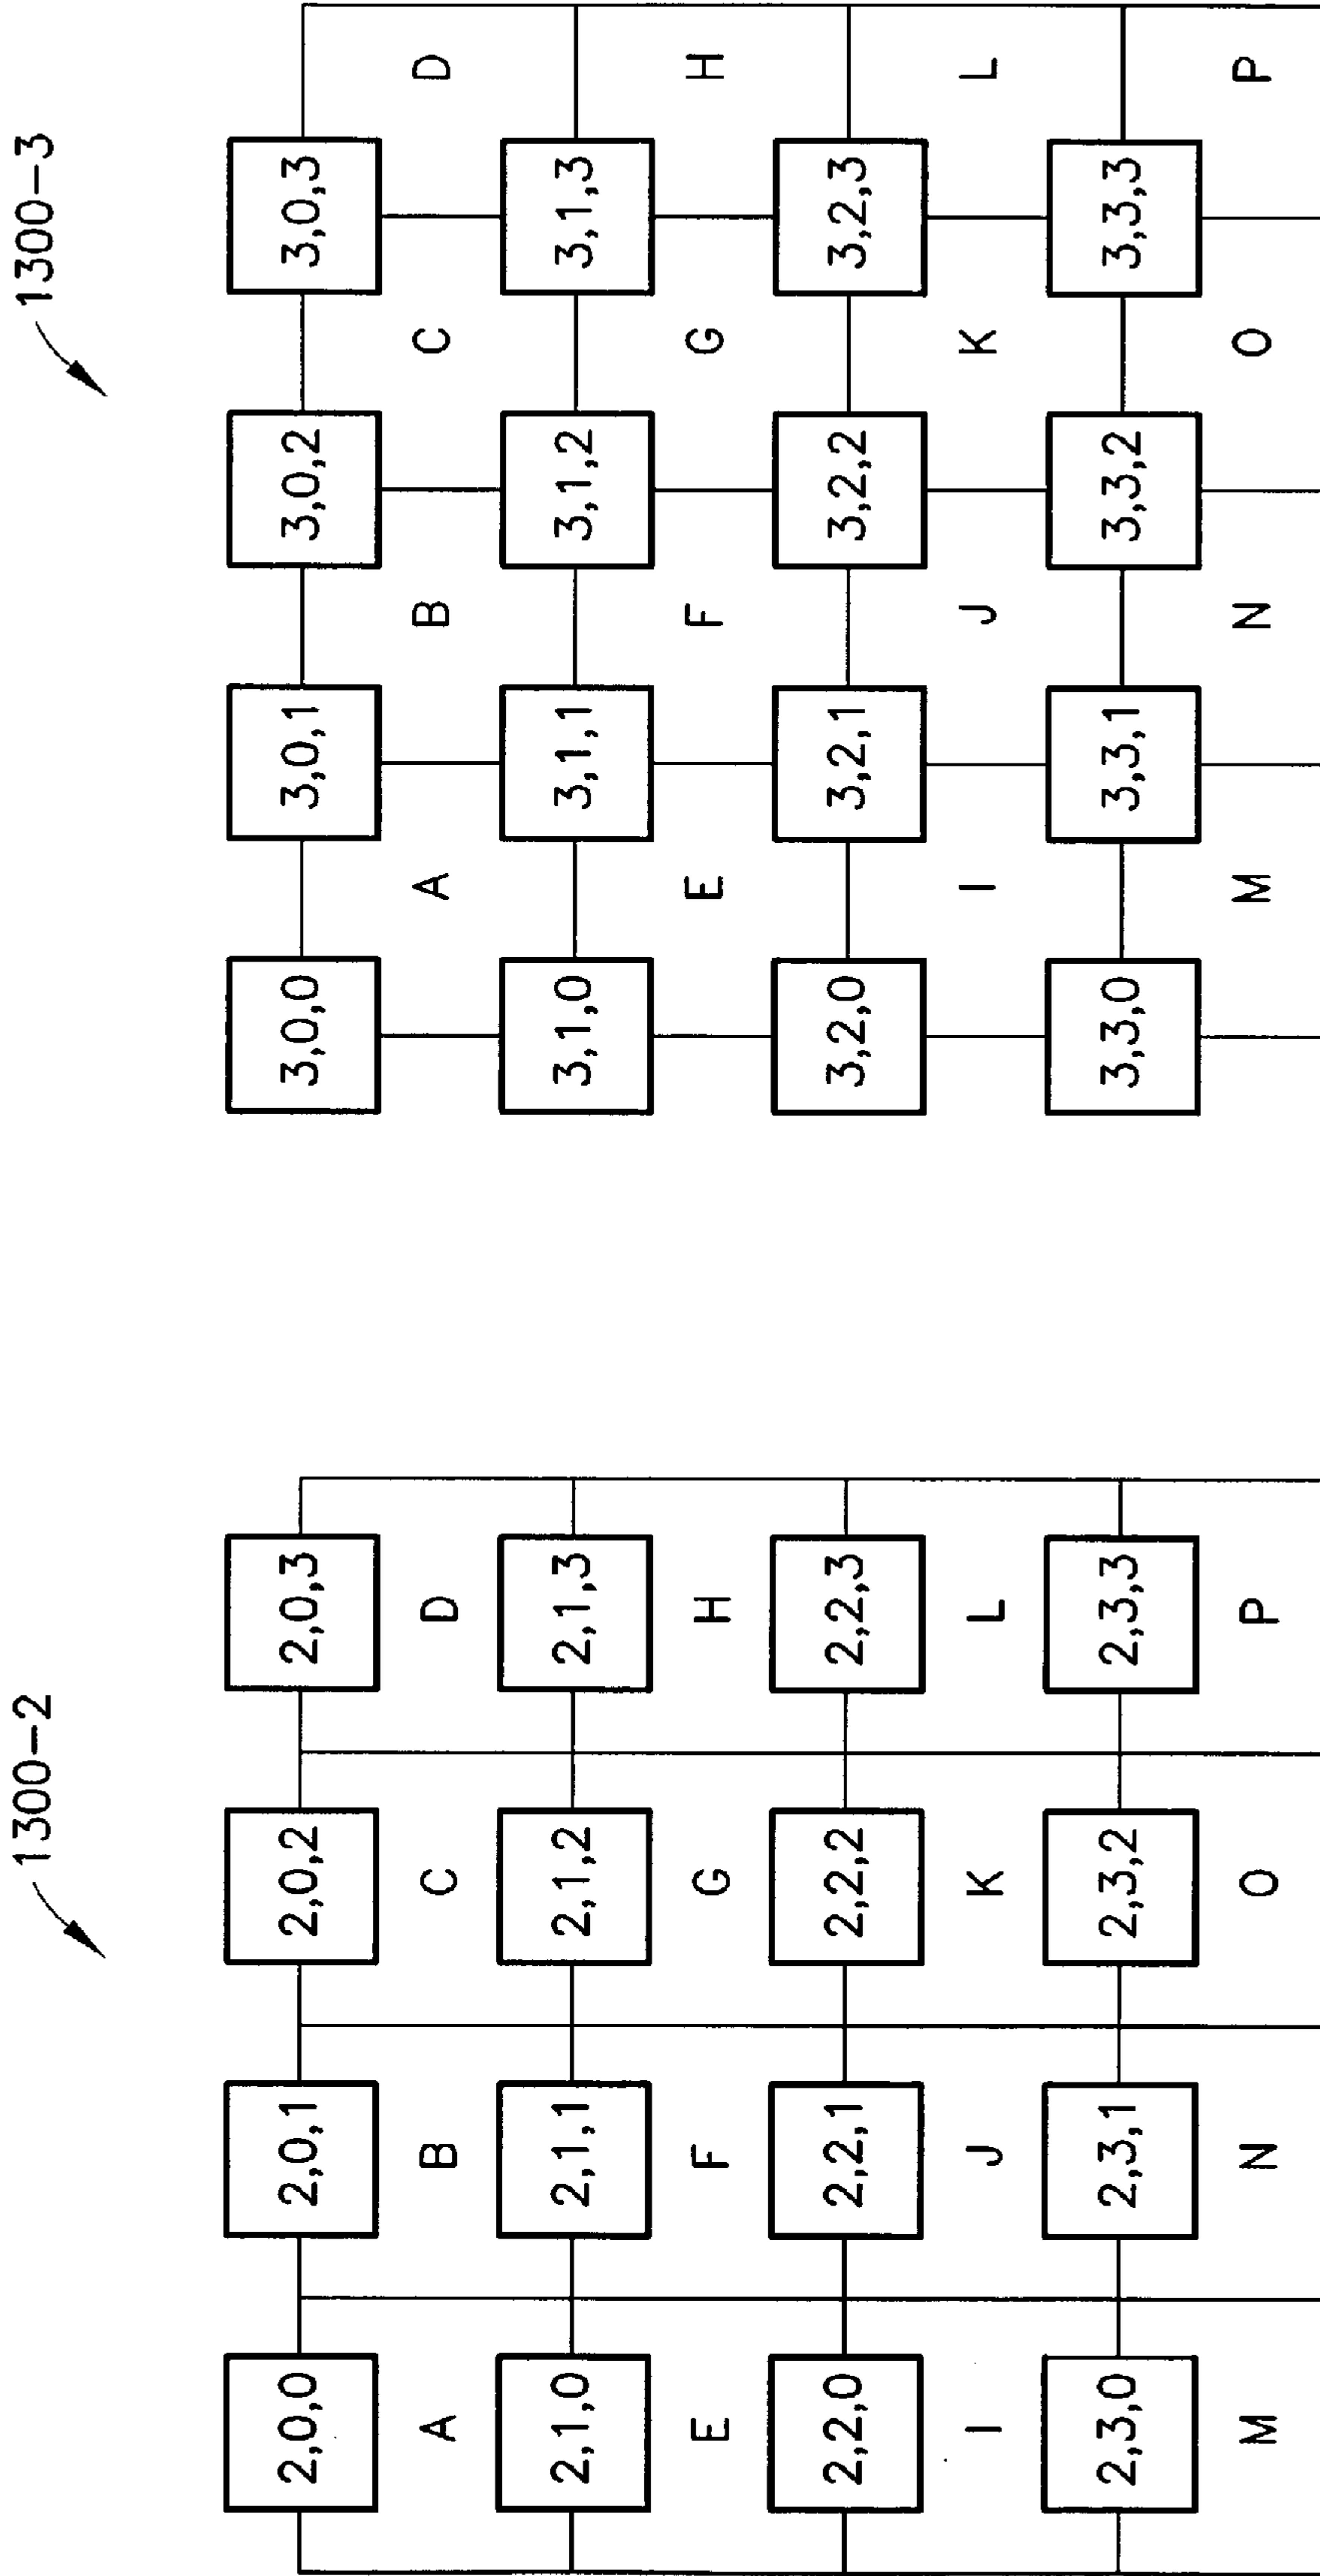 1300-2
2,0,0 2,0,1 2,0,2 2,0,3
A B C D
2,1,0 2,1,1 2,1,2 2,1,3
E F G H
2,2,0 2,2,1 2,2,2 2,2,3
I J K L
2,3,0 2,3,1 2,3,2 2,3,3
M N O P
1300-3
3,0,0 3,0,1 3,0,2 3,0,3
A B C D
3,1,0 3,1,1 3,1,2 3,1,3
E F G H
3,2,0 3,2,1 3,2,2 3,2,3
I J K L
3,3,0 3,3,1 3,3,2 3,3,3
M N O P